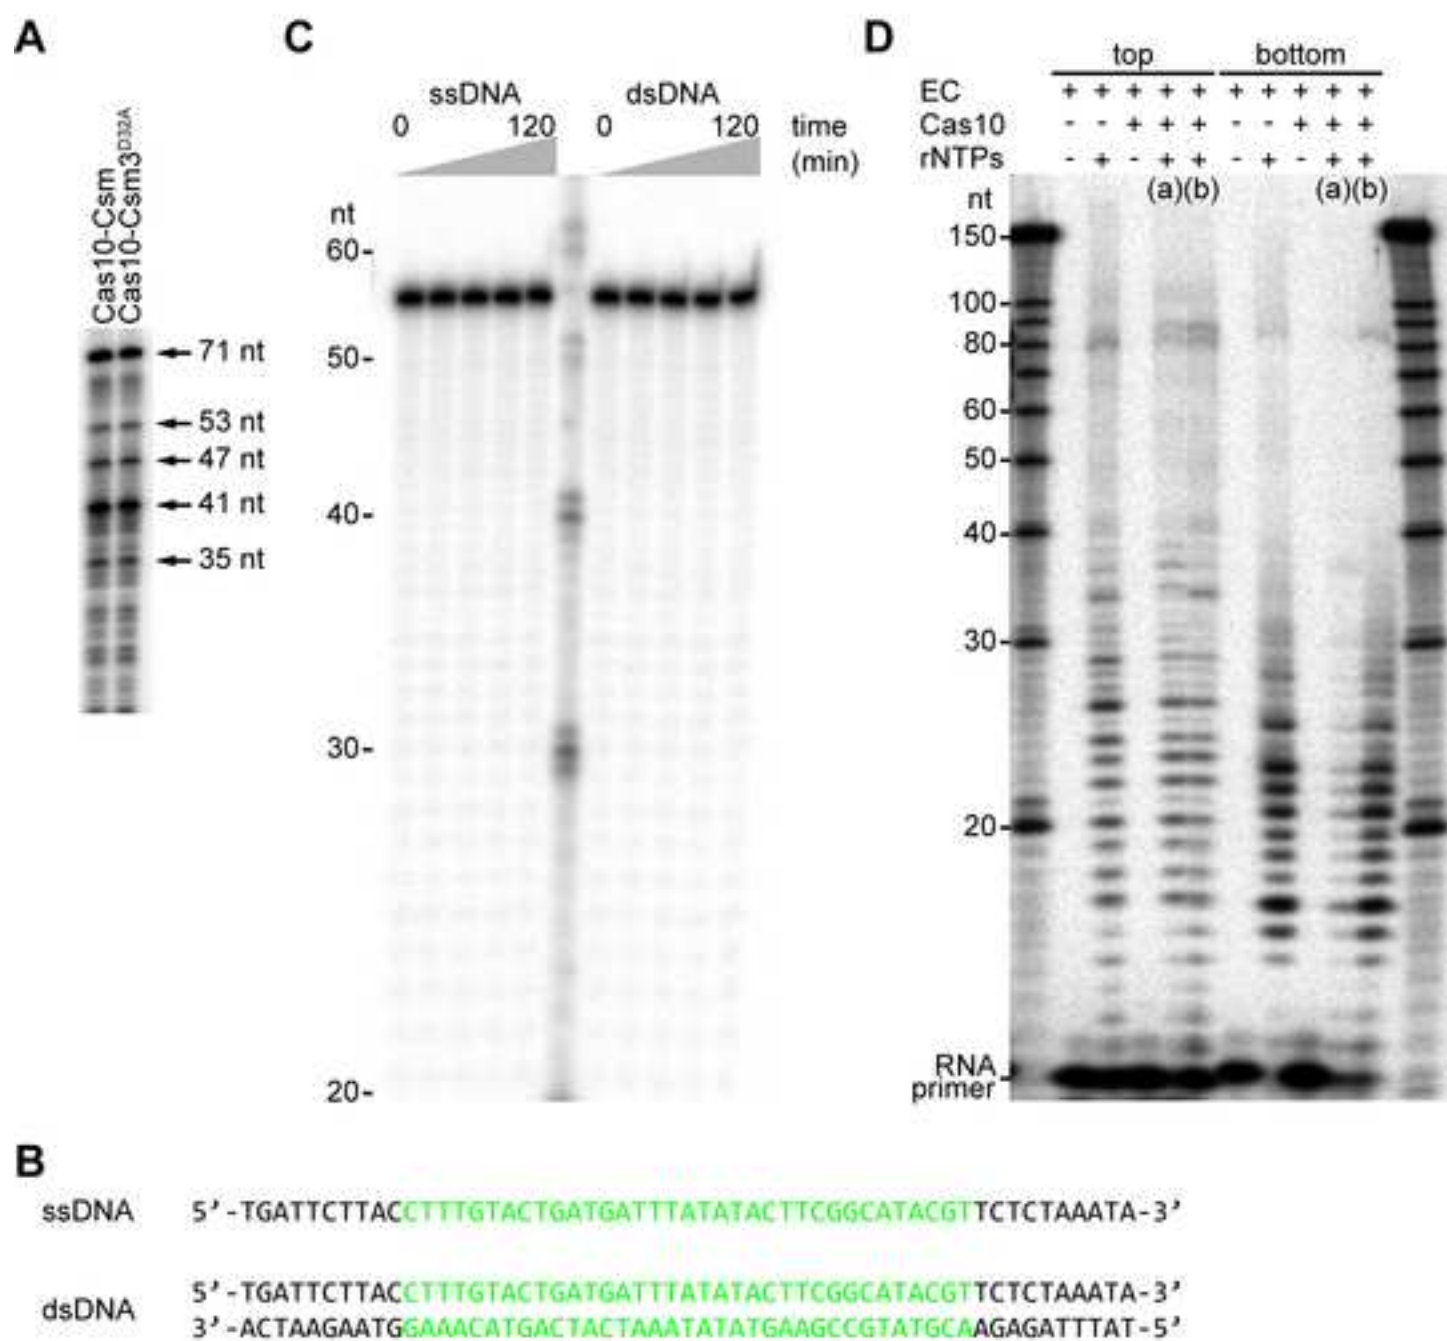 A
Cas10-Csm
Cas10-Csm3D32A
71 nt
53 nt
47 nt
41 nt
35 nt
C
ssDNA dsDNA
0 120 0 120 time
(min)
nt
60-
50-
40-
30-
20-
D
top bottom
EC + + + + + + + + + +
Cas10 - - + + + - - + + +
rNTPs - + - + + - + - + +
(a)(b) (a)(b)
nt
150-
100-
80-
60-
50-
40-
30-
20-
RNA
primer
B
ssDNA 5’-TGATTCTTACCTTTGTACTGATGATTTATATACTTCGGCATACGTTCTCTAAATA-3’
dsDNA
5’-TGATTCTTACCTTTGTACTGATGATTTATATACTTCGGCATACGTTCTCTAAATA-3’
3’-ACTAAGAATGGAAACATGACTACTAAATATATGAAGCCGTATGCAAGAGATTTAT-5’